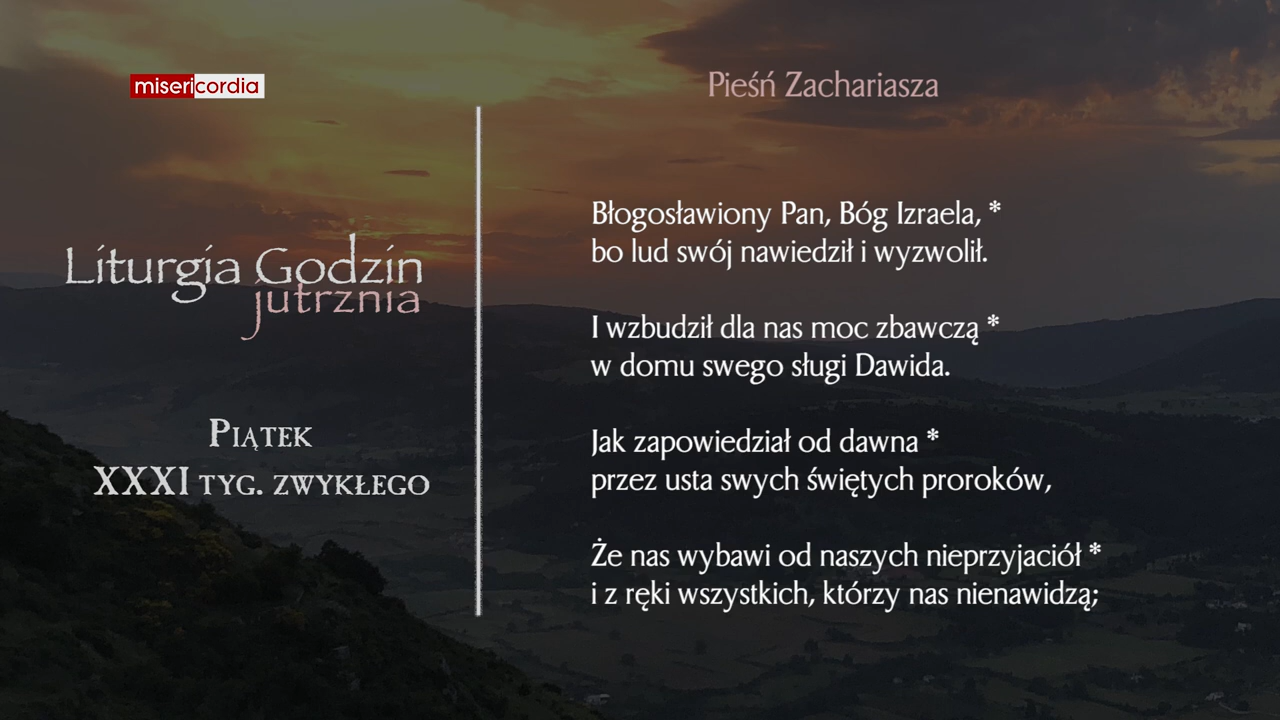 misericordia
Liturgia Godzin
jutrznia
Piątek
XXXI tyg. zwykłego
Pieśń Zachariasza
Błogosławiony Pan, Bóg Izraela, *
bo lud swój nawiedził i wyzwolił.
I wzbudził dla nas moc zbawczą *
w domu swego sługi Dawida.
Jak zapowiedział od dawna *
przez usta swych świętych proroków,
Że nas wybawi od naszych nieprzyjaciół *
i z ręki wszystkich, którzy nas nienawidzą;